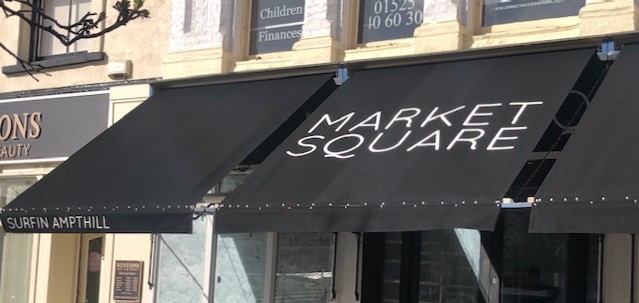 Children
Finances
01525
40 60 30
ONS
AUTY
MARKET
SQUARE
SURFIN AMPTHILL